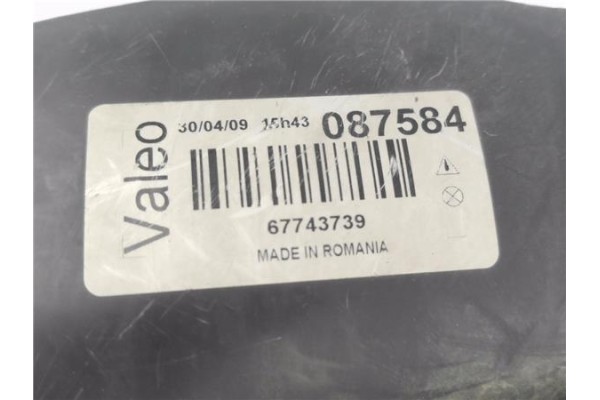 Valeo
30/04/09 15h43 087584
67743739
MADE IN ROMANIA